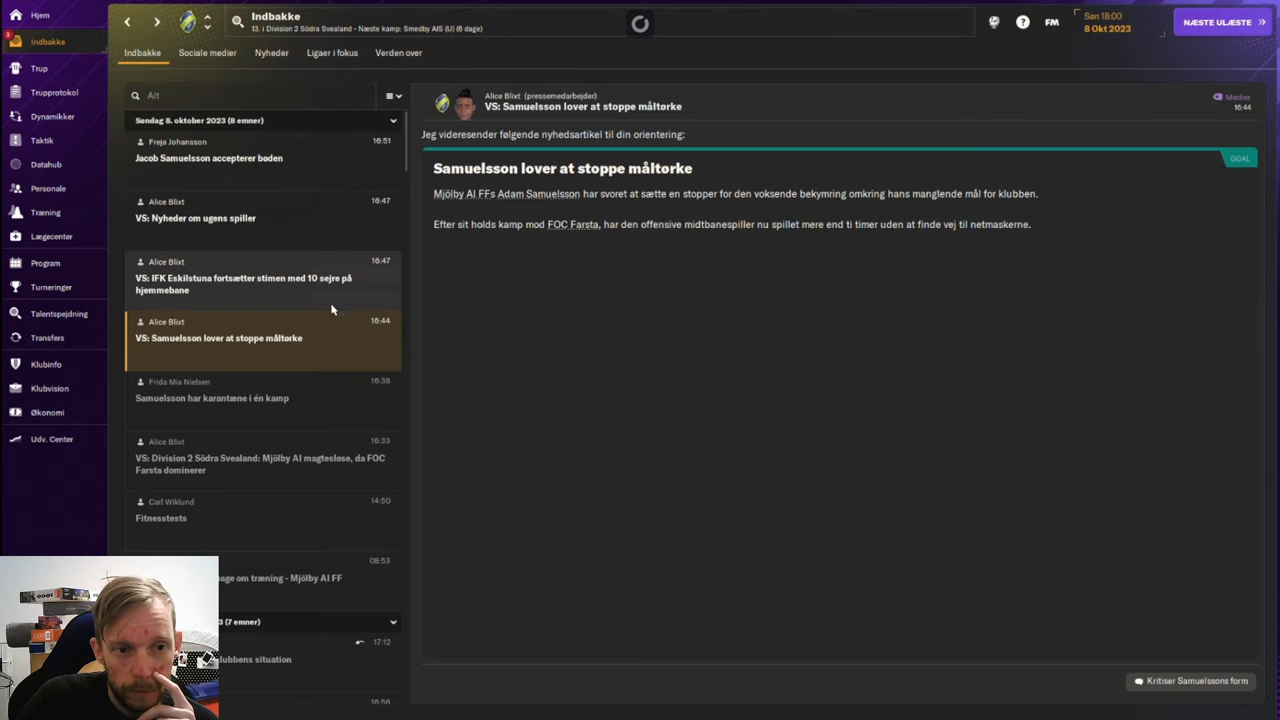 Hjem
3
Indbakke
Trup
Trupprotokol
Dynamikker
Taktik
Datahub
Personale
Træning
Lægecenter
Program
Turneringer
Talentspejdning
Transfers
Klubinfo
Klubvision
Økonomi
Udv. Center
Indbakke
13. i Division 2 Södra Svealand - Næste kamp: Smedby AIS (U) (6 dage)
?
FM
Søn 18:00
8 Okt 2023
NÆSTE ULÆSTE
Indbakke
Sociale medier
Nyheder
Ligaer i fokus
Verden over
Alt
Søndag 8. oktober 2023 (8 emner)
Freja Johansson
16:51
Jacob Samuelsson accepterer bøden
Alice Blixt
16:47
VS: Nyheder om ugens spiller
Alice Blixt
16:47
VS: IFK Eskilstuna fortsætter stimen med 10 sejre på
hjemmebane
Alice Blixt
16:44
VS: Samuelsson lover at stoppe måltørke
Frida Mia Nielsen
16:38
Samuelsson har karantæne i én kamp
Alice Blixt
16:33
VS: Division 2 Södra Svealand: Mjölby AI magtesløse, da FOC
Farsta dominerer
Carl Wiklund
14:50
Fitnesstests
08:53
om træning - Mjölby AI FF
(7 emner)
17:12
situation
16:56
Alice Blixt (pressemedarbejder)
VS: Samuelsson lover at stoppe måltørke
Medier
16:44
Jeg videresender følgende nyhedsartikel til din orientering:
GOAL
Samuelsson lover at stoppe måltørke
Mjölby AI FFs Adam Samuelsson har svoret at sætte en stopper for den voksende bekymring omkring hans manglende mål for klubben.
Efter sit holds kamp mod FOC Farsta, har den offensive midtbanespiller nu spillet mere end ti timer uden at finde vej til netmaskerne.
Kritiser Samuelssons form